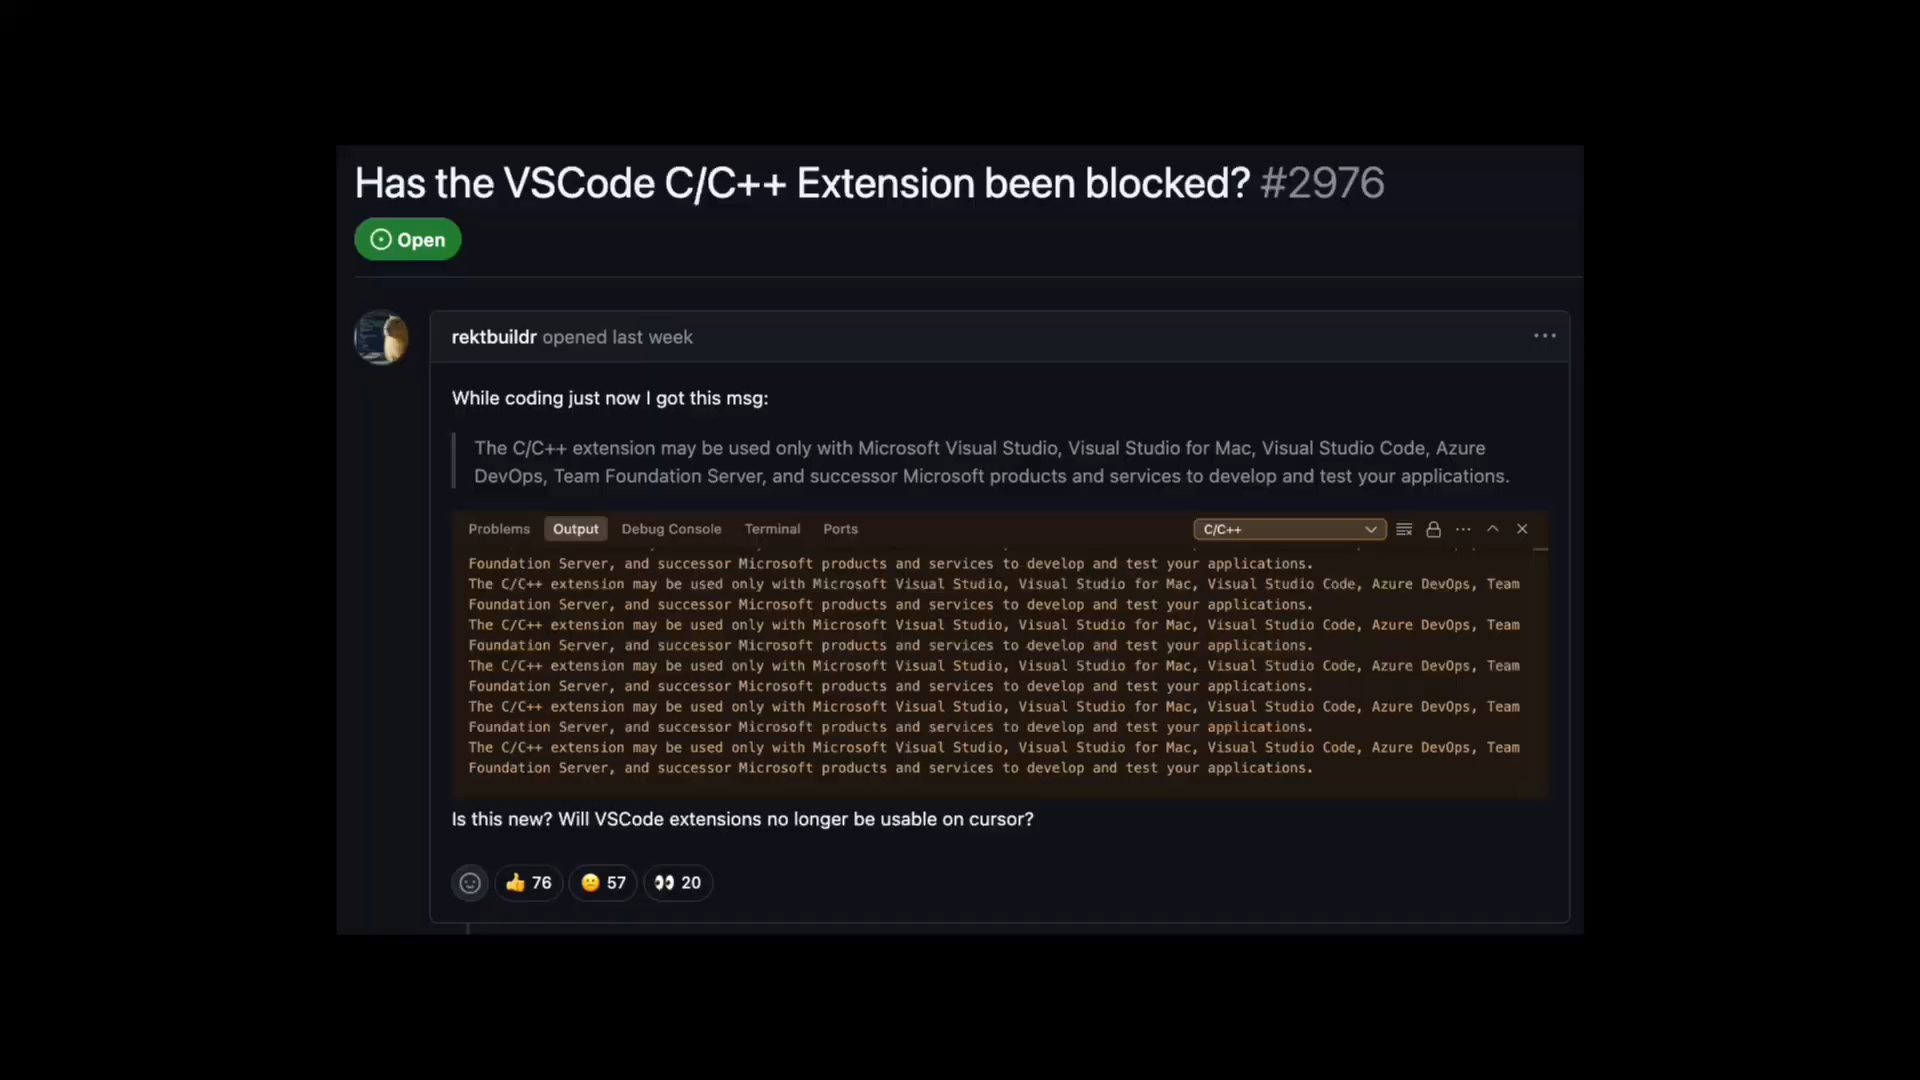 Has the VSCode C/C++ Extension been blocked? #2976
Open
rektbuildr opened last week
While coding just now I got this msg:
The C/C++ extension may be used only with Microsoft Visual Studio, Visual Studio for Mac, Visual Studio Code, Azure
DevOps, Team Foundation Server, and successor Microsoft products and services to develop and test your applications.
Problems Output Debug Console Terminal Ports C/C++
Foundation Server, and successor Microsoft products and services to develop and test your applications.
The C/C++ extension may be used only with Microsoft Visual Studio, Visual Studio for Mac, Visual Studio Code, Azure DevOps, Team
Foundation Server, and successor Microsoft products and services to develop and test your applications.
The C/C++ extension may be used only with Microsoft Visual Studio, Visual Studio for Mac, Visual Studio Code, Azure DevOps, Team
Foundation Server, and successor Microsoft products and services to develop and test your applications.
The C/C++ extension may be used only with Microsoft Visual Studio, Visual Studio for Mac, Visual Studio Code, Azure DevOps, Team
Foundation Server, and successor Microsoft products and services to develop and test your applications.
The C/C++ extension may be used only with Microsoft Visual Studio, Visual Studio for Mac, Visual Studio Code, Azure DevOps, Team
Foundation Server, and successor Microsoft products and services to develop and test your applications.
The C/C++ extension may be used only with Microsoft Visual Studio, Visual Studio for Mac, Visual Studio Code, Azure DevOps, Team
Foundation Server, and successor Microsoft products and services to develop and test your applications.
Is this new? Will VSCode extensions no longer be usable on cursor?
👍 76 😕 57 👀 20